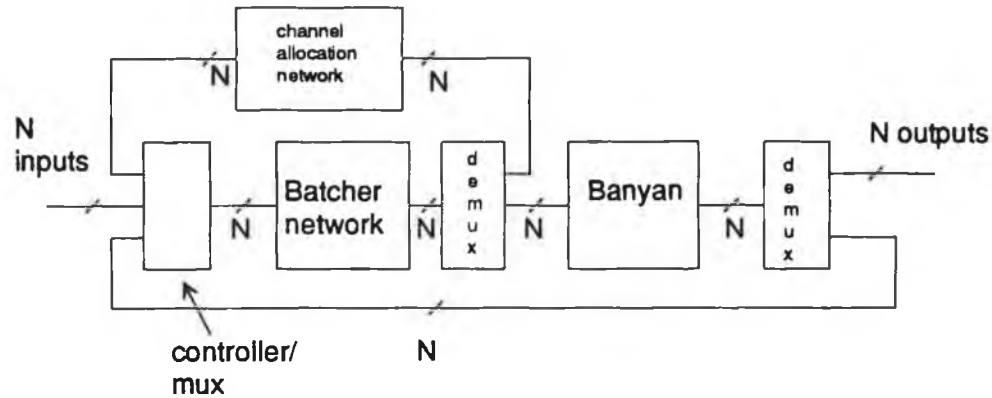 channel
allocation
network
N
N
N
inputs
N outputs
Batcher
network
d
e
m
u
x
Banyan
d
e
m
u
x
N
N
N
N
controller/
mux
N